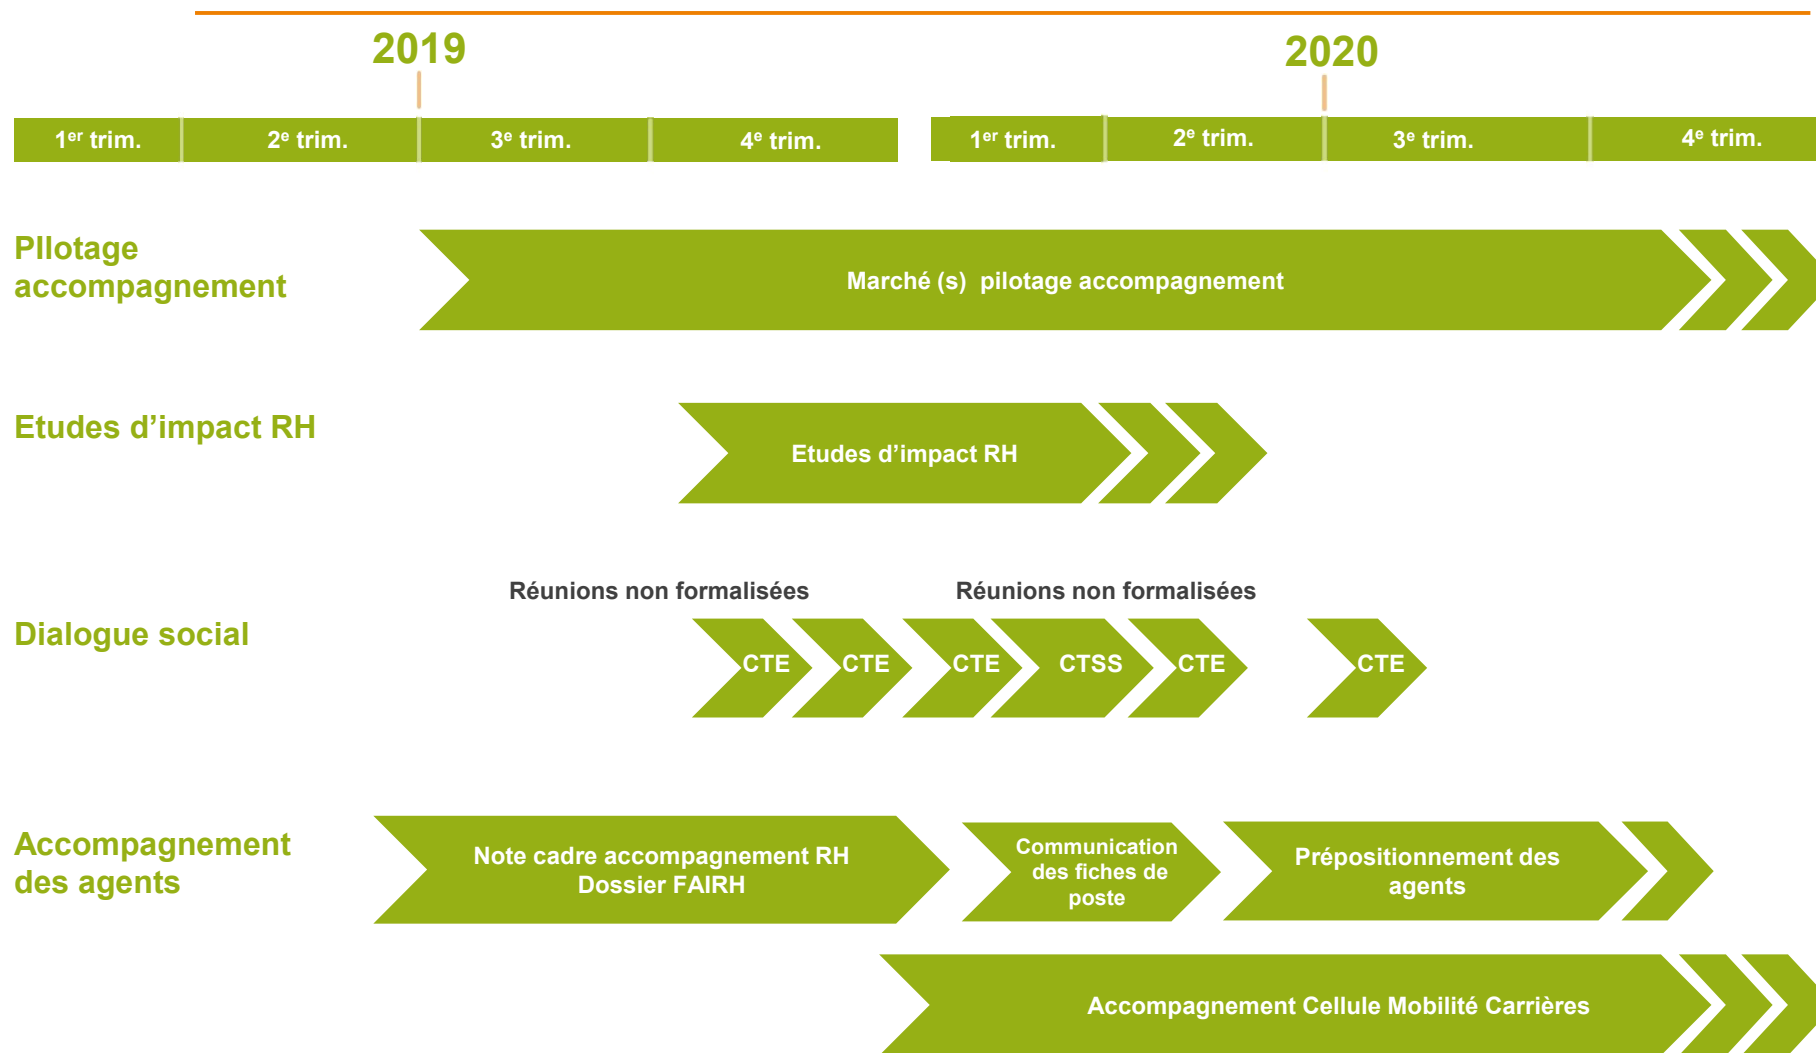 2019
2020
1er trim.
2e trim.
3e trim.
4e trim.
1er trim.
2e trim.
3e trim.
4e trim.
PIlotage
accompagnement
Marché (s) pilotage accompagnement
Etudes d’impact RH
Etudes d’impact RH
Réunions non formalisées
Réunions non formalisées
Dialogue social
CTE
CTE
CTE
CTSS
CTE
CTE
Accompagnement
des agents
Note cadre accompagnement RH
Dossier FAIRH
Communication
des fiches de
poste
Prépositionnement des
agents
Accompagnement Cellule Mobilité Carrières